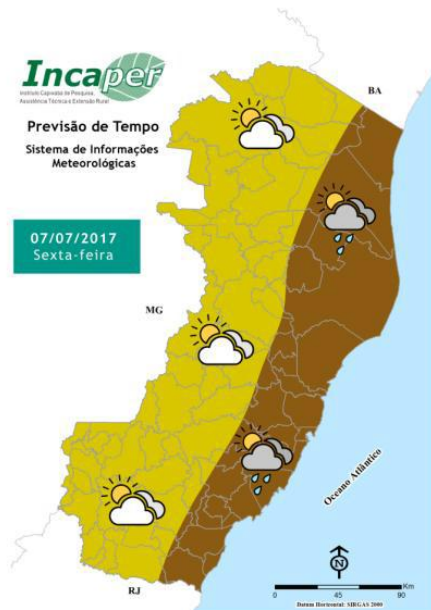 Incaper
Instituto Capixaba de Pesquisa,
Assistência Técnica e Extensão Rural
Previsão de Tempo
Sistema de Informações
Meteorológicas
07/07/2017
Sexta-feira
BA
MG
RJ
Oceano Atlântico
N
Km
0 45 90
Datum Horizontal: SIRGAS 2000